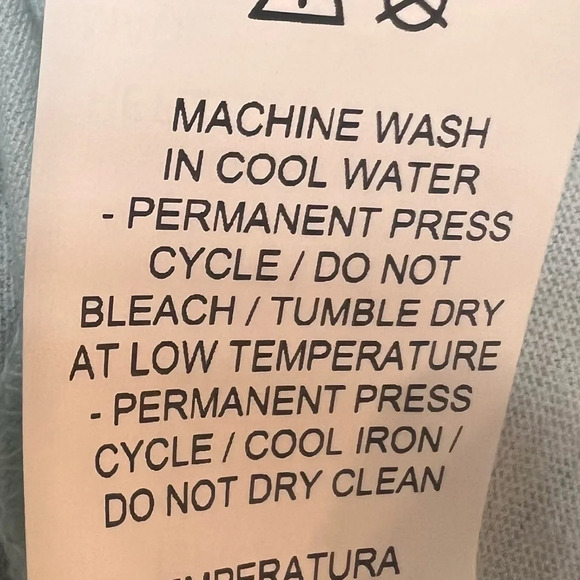 MACHINE WASH
IN COOL WATER
- PERMANENT PRESS
CYCLE / DO NOT
BLEACH / TUMBLE DRY
AT LOW TEMPERATURE
- PERMANENT PRESS
CYCLE / COOL IRON /
DO NOT DRY CLEAN
TEMPERATURA